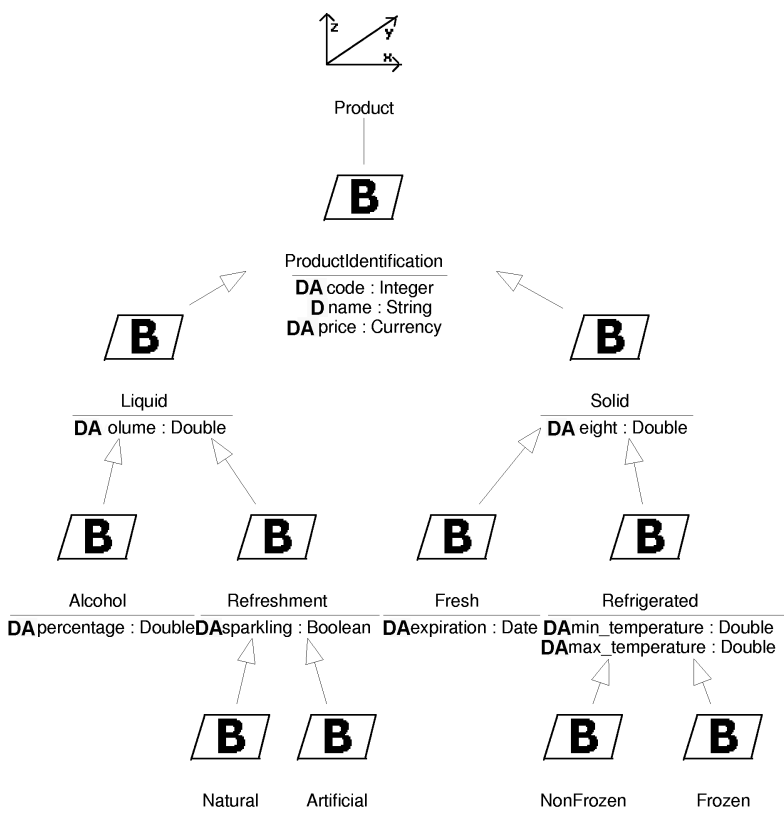 z
y
x
Product
B
ProductIdentification
DA code : Integer
D name : String
DA price : Currency
B B
Liquid Solid
DA olume : Double DA eight : Double
B B B B
Alcohol Refreshment Fresh Refrigerated
DA percentage : Double DA sparkling : Boolean DA expiration : Date DA min_temperature : Double
DA max_temperature : Double
B B B B
Natural Artificial NonFrozen Frozen